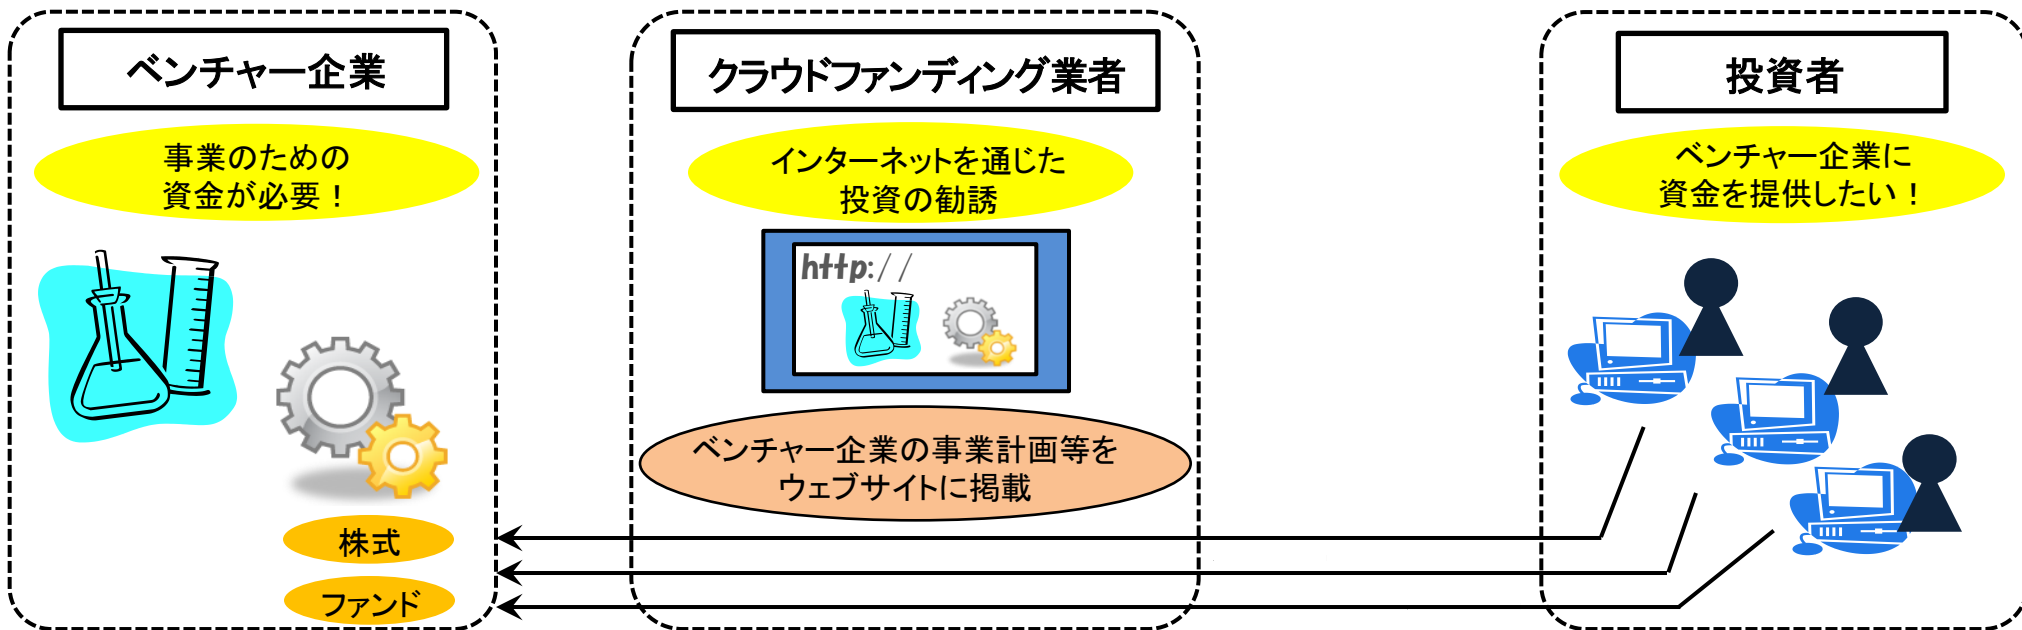 ベンチャー企業
事業のための
資金が必要！
株式
ファンド
クラウドファンディング業者
インターネットを通じた
投資の勧誘
http://
ベンチャー企業の事業計画等を
ウェブサイトに掲載
投資者
ベンチャー企業に
資金を提供したい！